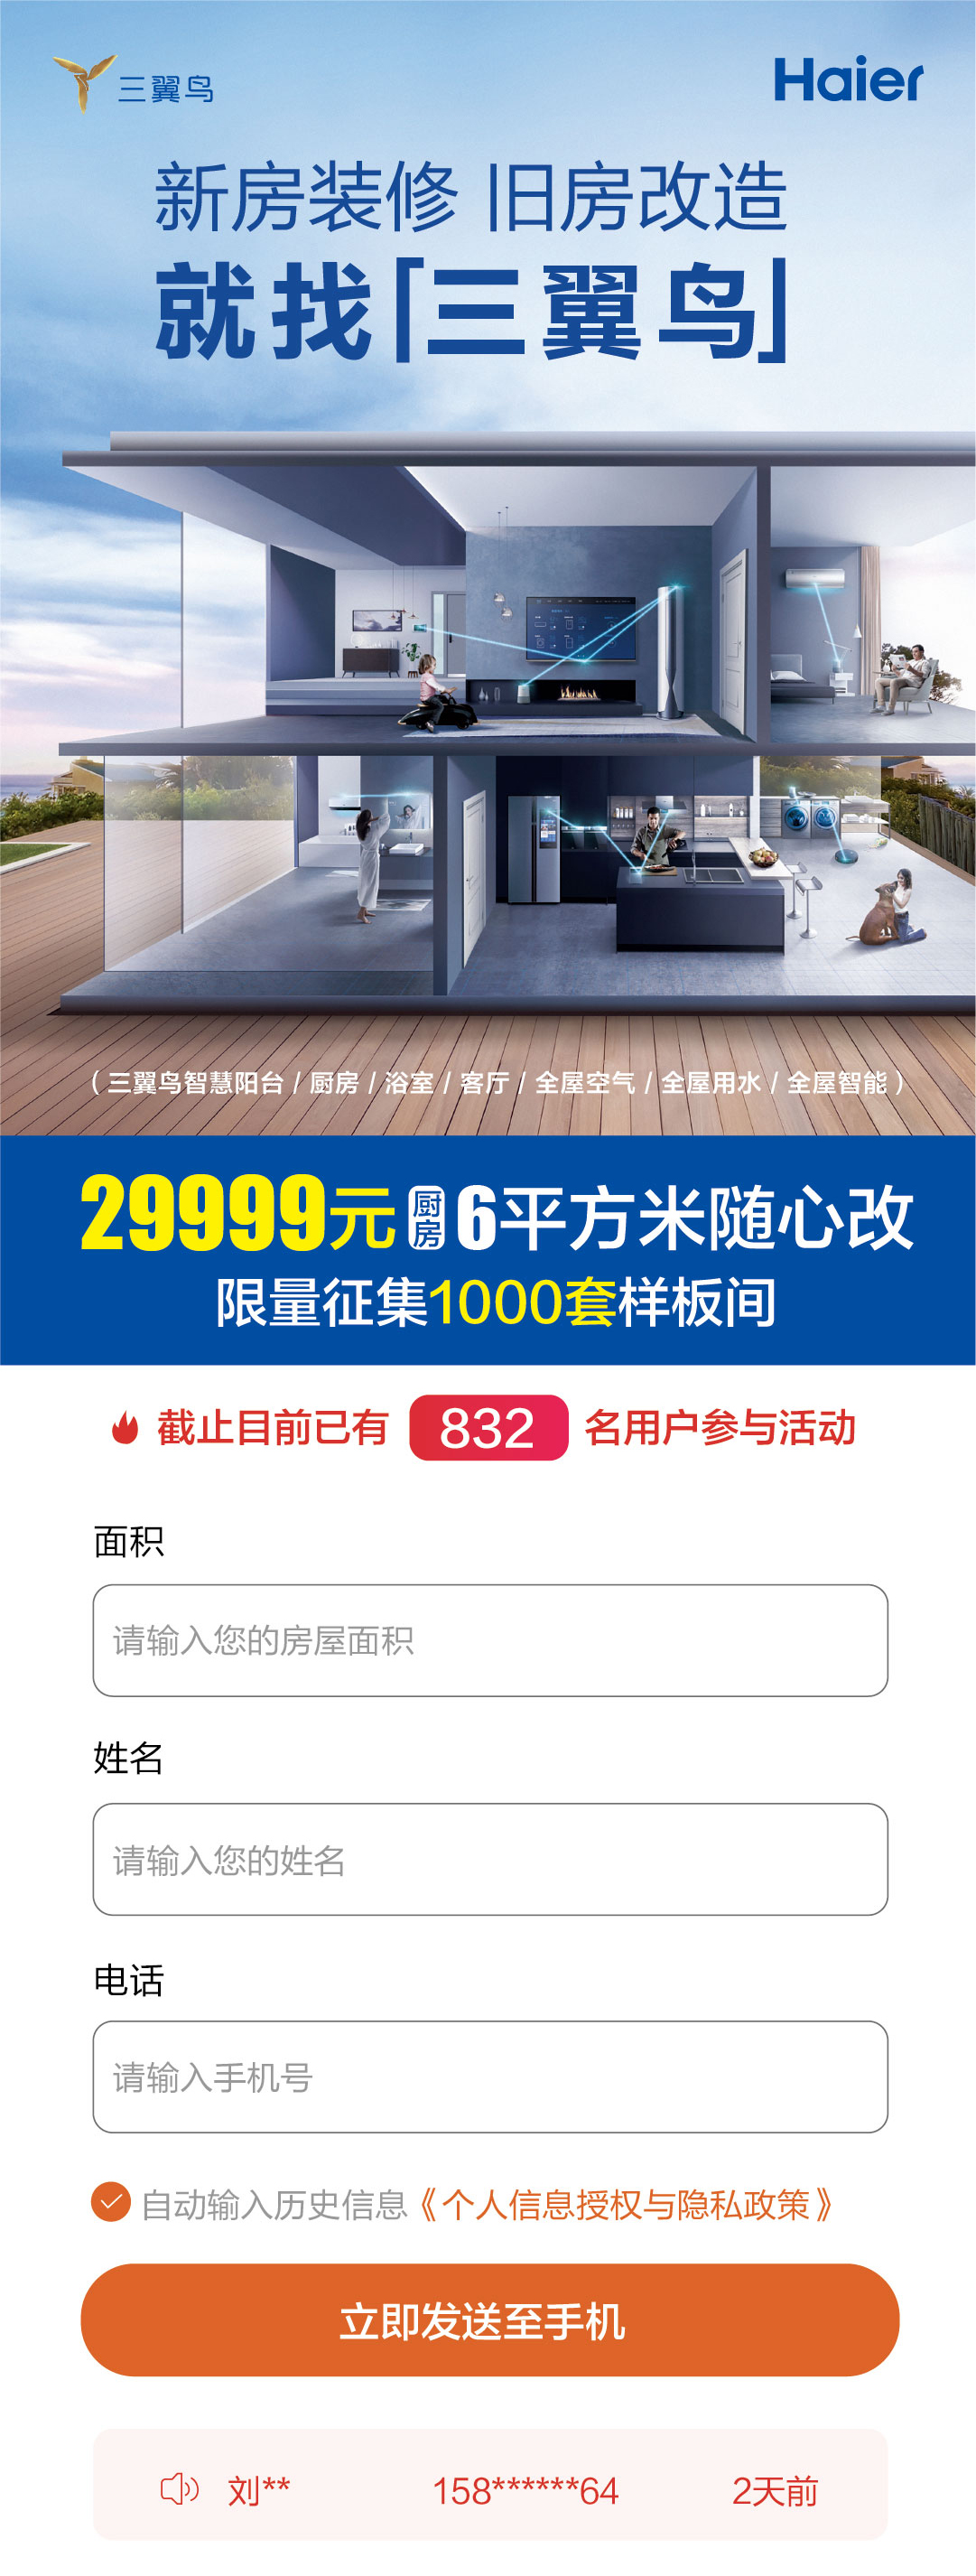 三翼鸟
Haier
新房装修 旧房改造
就找「三翼鸟」
（三翼鸟智慧阳台 / 厨房 / 浴室 / 客厅 / 全屋空气 / 全屋用水 / 全屋智能）
29999元厨房6平方米随心改
限量征集1000套样板间
截止目前已有 832 名用户参与活动
面积
请输入您的房屋面积
姓名
请输入您的姓名
电话
请输入手机号
自动输入历史信息《个人信息授权与隐私政策》
立即发送至手机
刘** 158******64 2天前